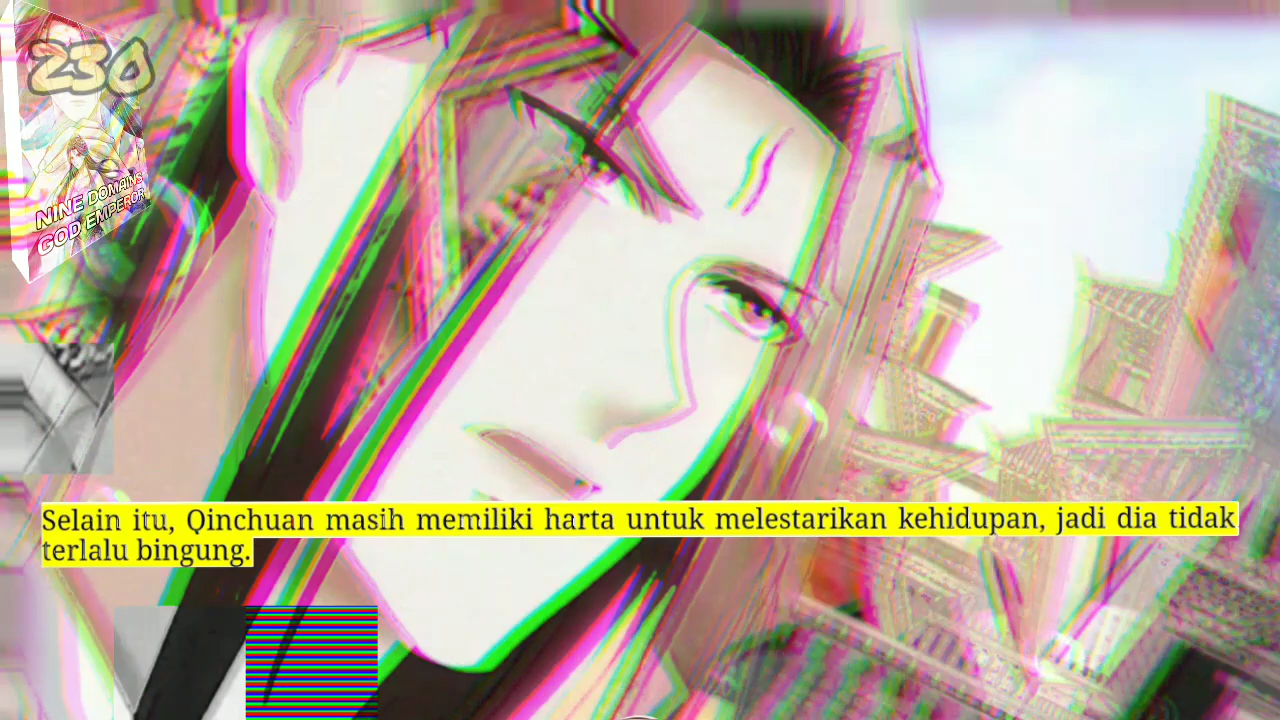 230
NINE DOMAINS
GOD EMPEROR
Selain itu, Qinchuan masih memiliki harta untuk melestarikan kehidupan, jadi dia tidak
terlalu bingung.